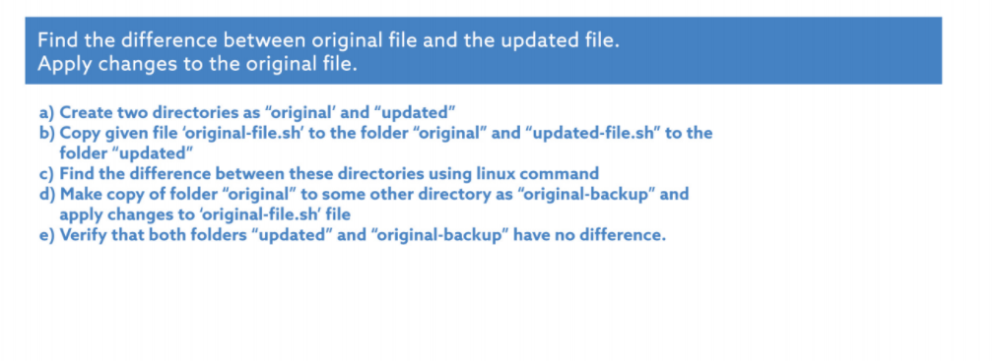 Find the difference between original file and the updated file.
Apply changes to the original file.
a) Create two directories as “original’ and “updated”
b) Copy given file ‘original-file.sh’ to the folder “original” and “updated-file.sh” to the
folder “updated”
c) Find the difference between these directories using linux command
d) Make copy of folder “original” to some other directory as “original-backup” and
apply changes to ‘original-file.sh’ file
e) Verify that both folders “updated” and “original-backup” have no difference.